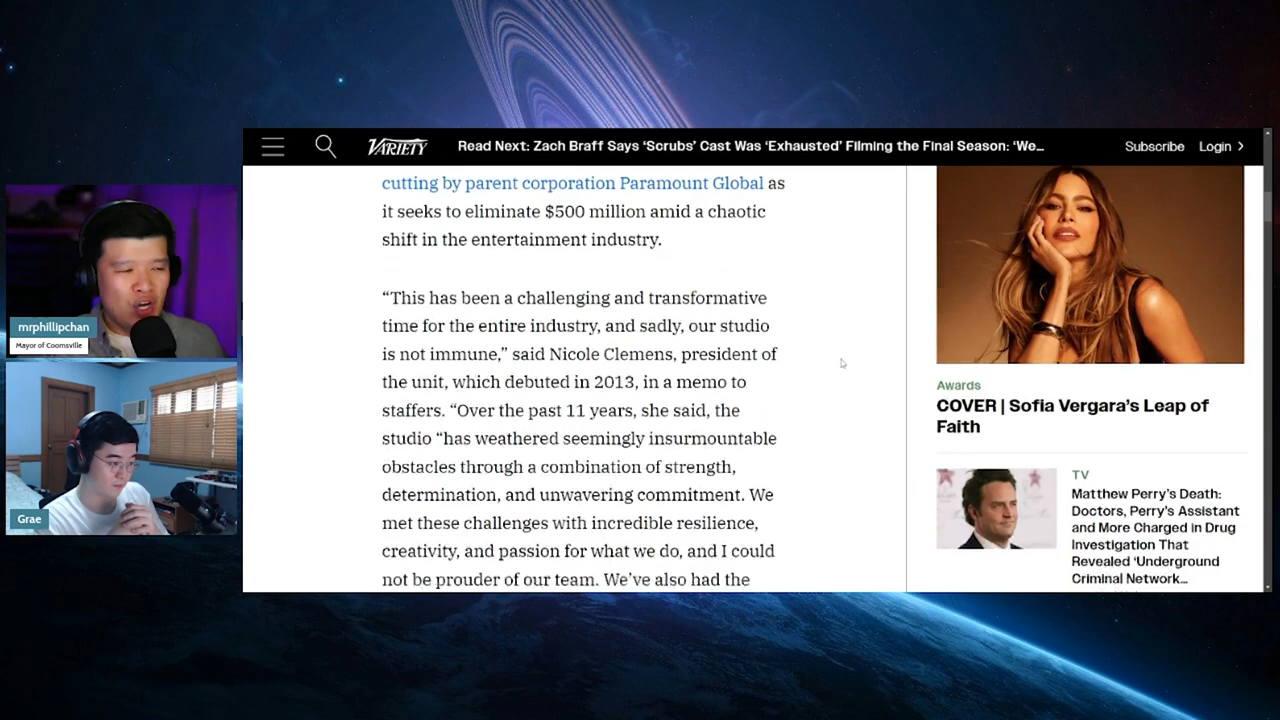 VARIETY
Read Next: Zach Braff Says ‘Scrubs’ Cast Was ‘Exhausted’ Filming the Final Season: ‘We...
Subscribe
Login
cutting by parent corporation Paramount Global as
it seeks to eliminate $500 million amid a chaotic
shift in the entertainment industry.
“This has been a challenging and transformative
time for the entire industry, and sadly, our studio
is not immune,” said Nicole Clemens, president of
the unit, which debuted in 2013, in a memo to
staffers. “Over the past 11 years, she said, the
studio “has weathered seemingly insurmountable
obstacles through a combination of strength,
determination, and unwavering commitment. We
met these challenges with incredible resilience,
creativity, and passion for what we do, and I could
not be prouder of our team. We’ve also had the
Awards
COVER | Sofia Vergara’s Leap of
Faith
TV
Matthew Perry’s Death:
Doctors, Perry’s Assistant
and More Charged in Drug
Investigation That
Revealed ‘Underground
Criminal Network...
mrphillipchan
Mayor of Coomsville
Grae